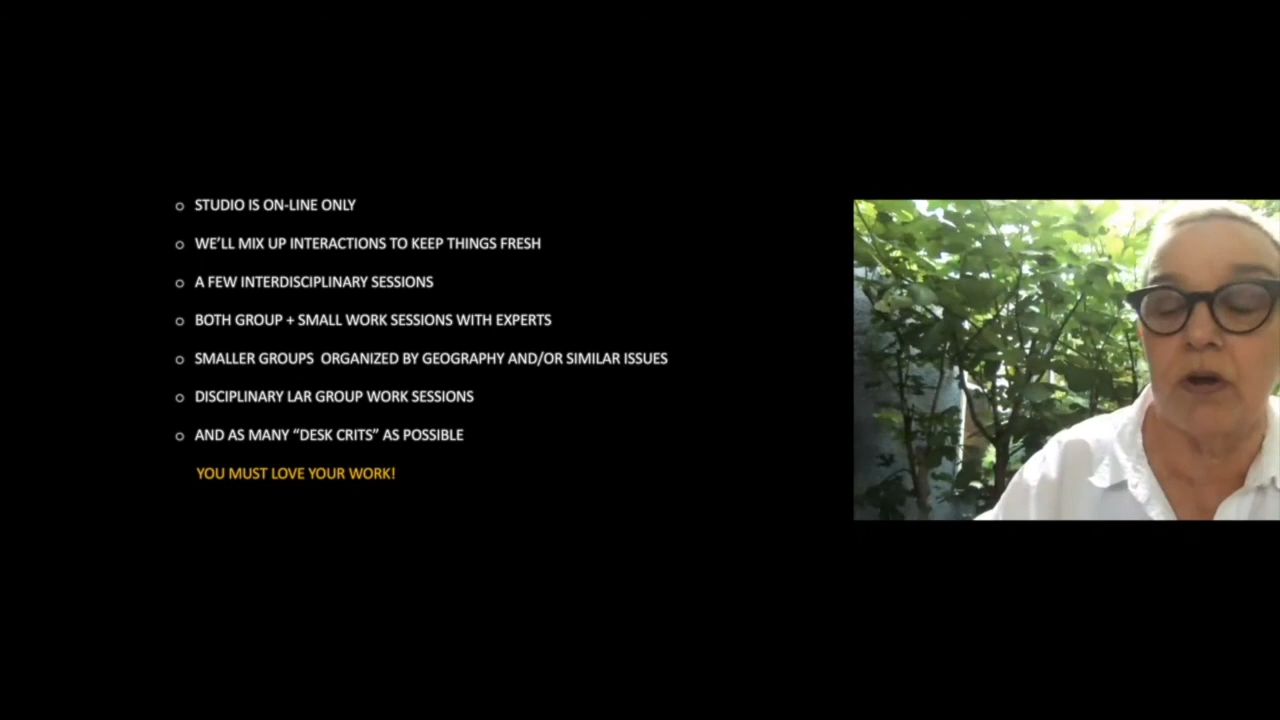 STUDIO IS ON-LINE ONLY
WE'LL MIX UP INTERACTIONS TO KEEP THINGS FRESH
A FEW INTERDISCIPLINARY SESSIONS
BOTH GROUP + SMALL WORK SESSIONS WITH EXPERTS
SMALLER GROUPS  ORGANIZED BY GEOGRAPHY AND/OR SIMILAR ISSUES
DISCIPLINARY LAR GROUP WORK SESSIONS
AND AS MANY “DESK CRITS” AS POSSIBLE
YOU MUST LOVE YOUR WORK!